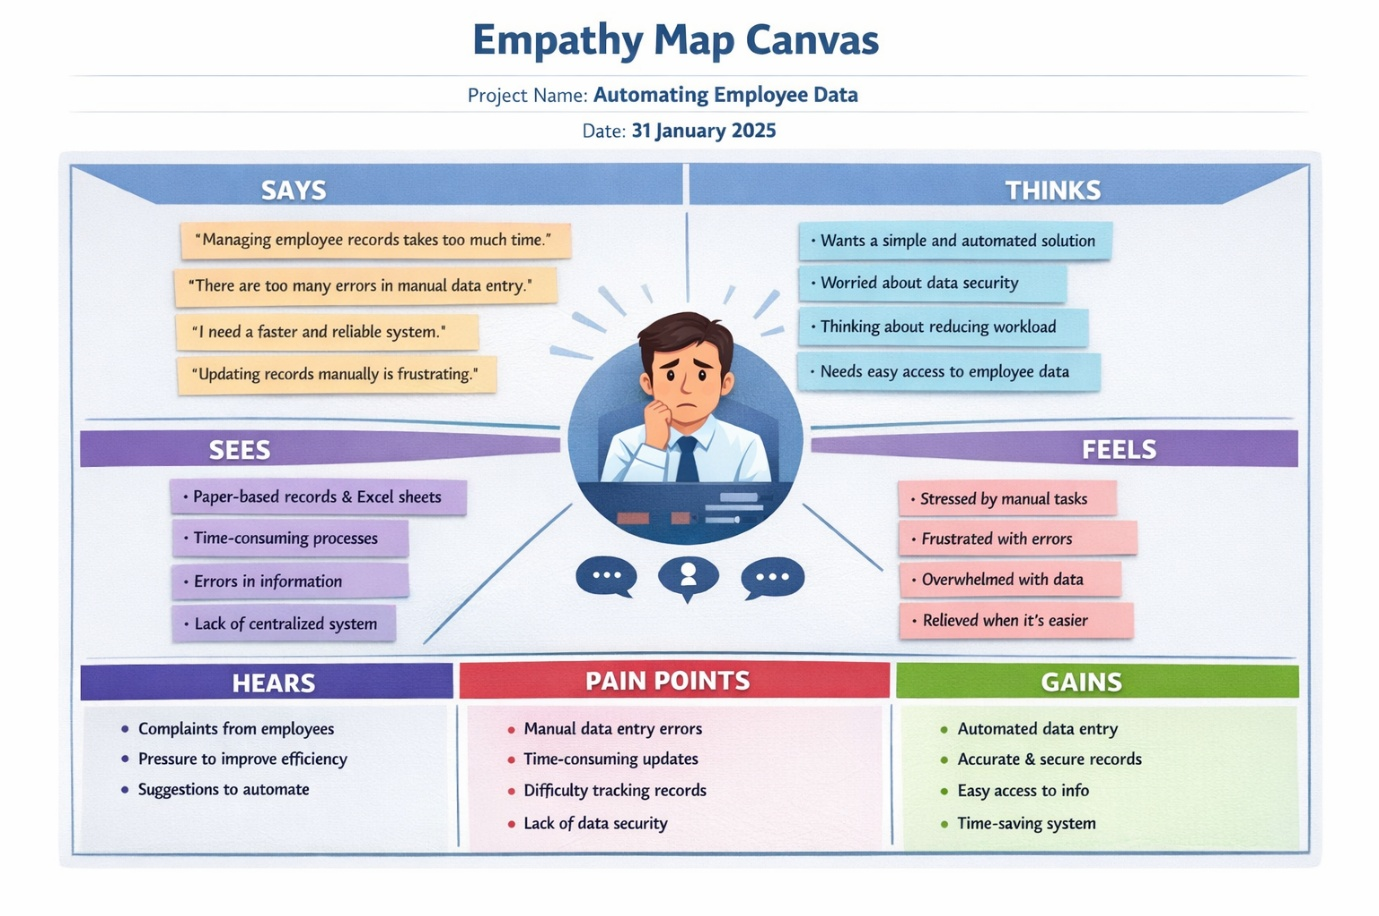 Empathy Map Canvas
Project Name: Automating Employee Data
Date: 31 January 2025
SAYS
"Managing employee records takes too much time."
"There are too many errors in manual data entry."
"I need a faster and reliable system."
"Updating records manually is frustrating."
THINKS
· Wants a simple and automated solution
· Worried about data security
· Thinking about reducing workload
· Needs easy access to employee data
SEES
· Paper-based records & Excel sheets
· Time-consuming processes
· Errors in information
· Lack of centralized system
FEELS
· Stressed by manual tasks
· Frustrated with errors
· Overwhelmed with data
· Relieved when it's easier
HEARS
• Complaints from employees
• Pressure to improve efficiency
• Suggestions to automate
PAIN POINTS
• Manual data entry errors
• Time-consuming updates
• Difficulty tracking records
• Lack of data security
GAINS
• Automated data entry
• Accurate & secure records
• Easy access to info
• Time-saving system